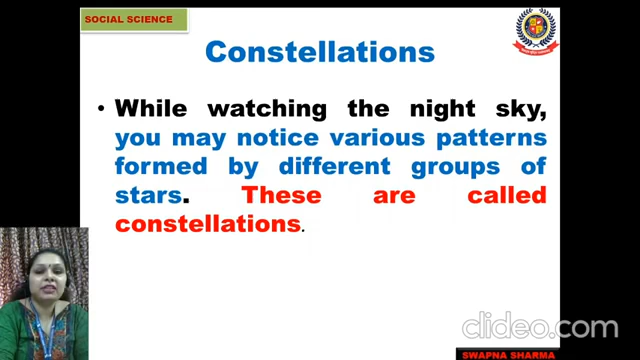 SOCIAL SCIENCE
Constellations
• While watching the night sky,
you may notice various patterns
formed by different groups of
stars. These are called
constellations.
clideo.com
SWAPNA SHARMA